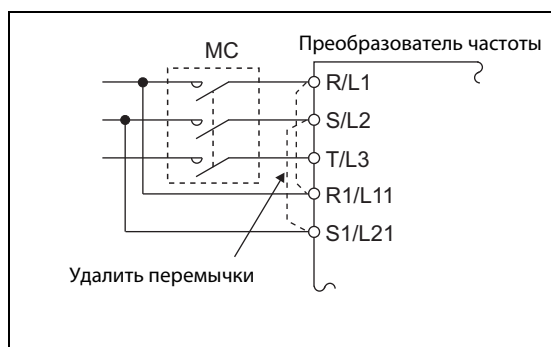 Преобразователь частоты
MC
R/L1
S/L2
T/L3
R1/L11
S1/L21
Удалить перемычки